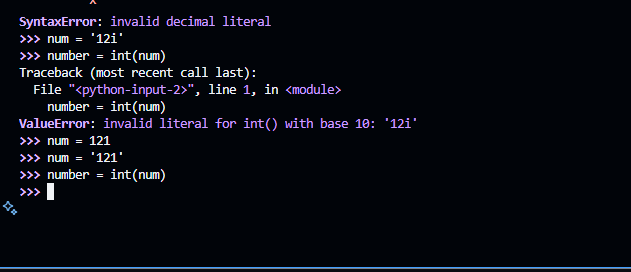 ^
SyntaxError: invalid decimal literal
>>> num = '12i'
>>> number = int(num)
Traceback (most recent call last):
  File "<python-input-2>", line 1, in <module>
    number = int(num)
ValueError: invalid literal for int() with base 10: '12i'
>>> num = 121
>>> num = '121'
>>> number = int(num)
>>>